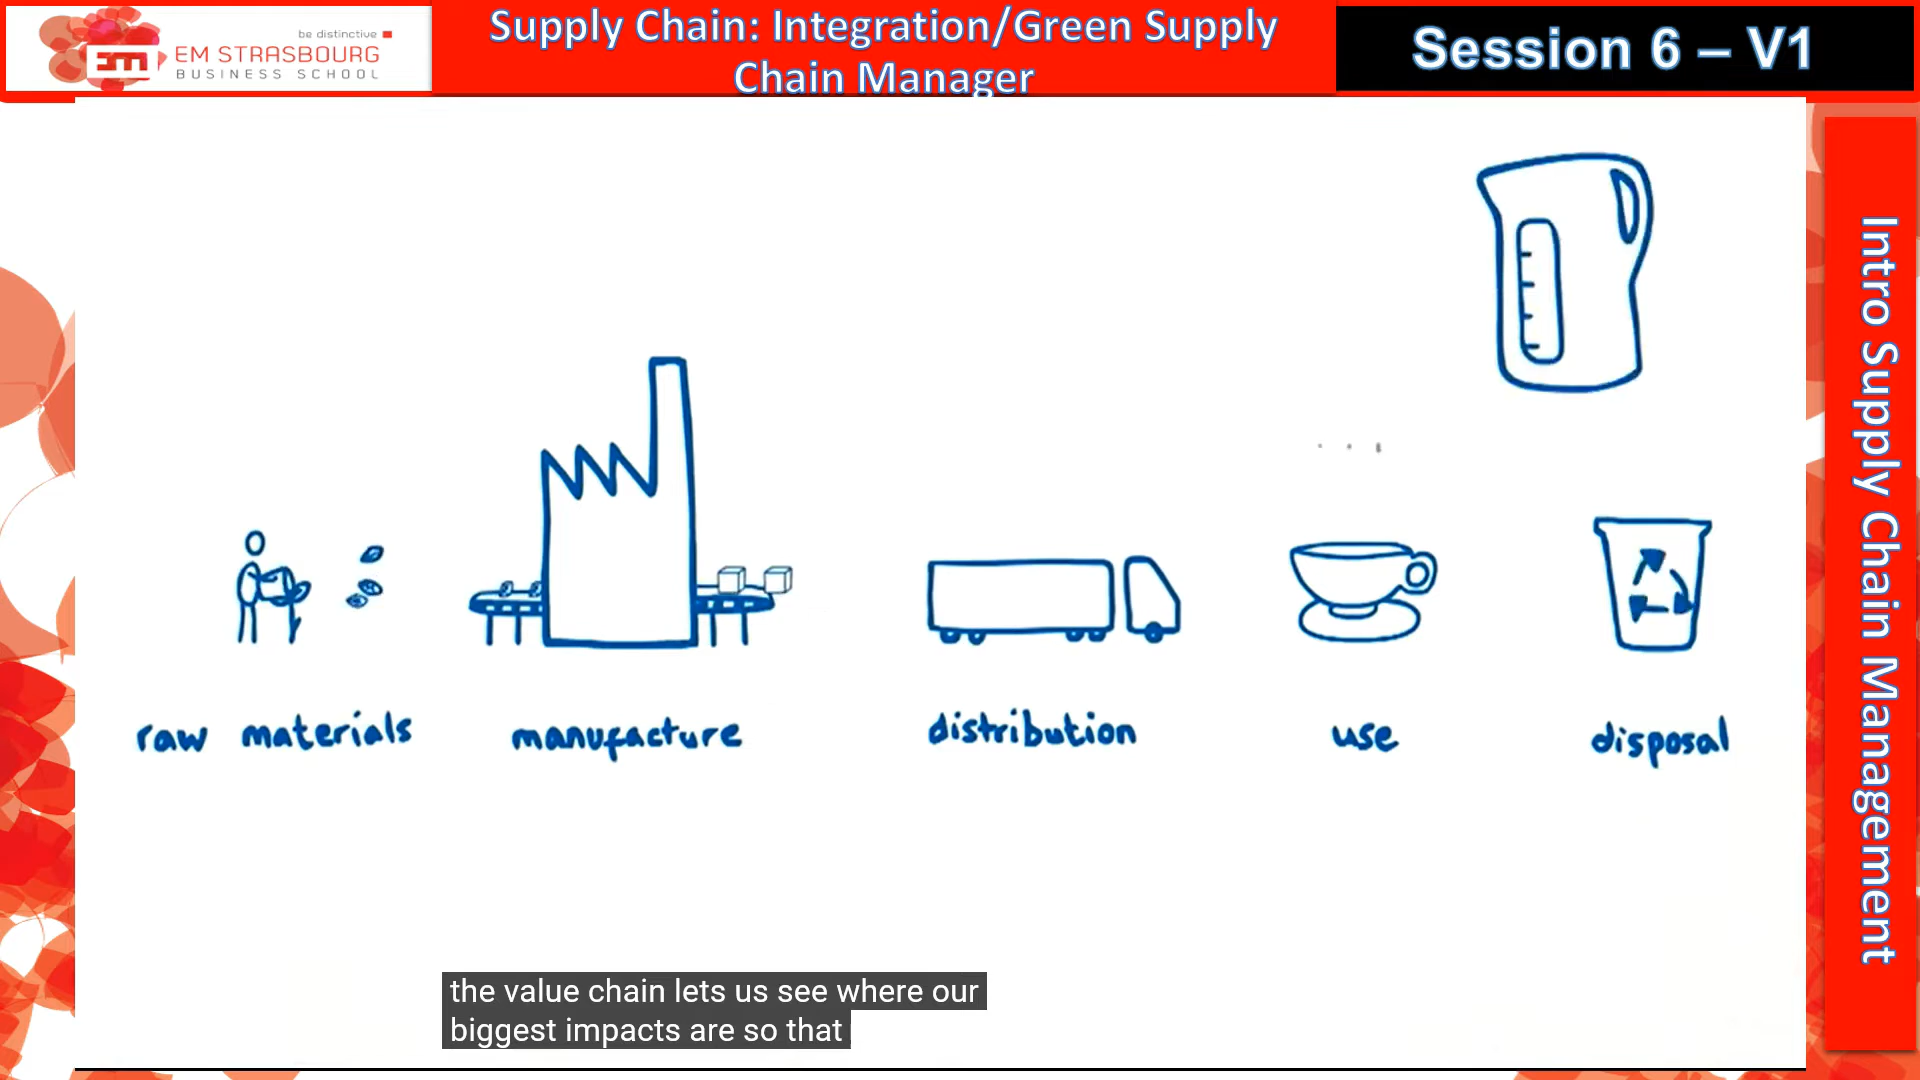 be distinctive
EM STRASBOURG
BUSINESS SCHOOL
Supply Chain: Integration/Green Supply
Chain Manager
Session 6 – V1
Intro Supply Chain Management
raw materials
manufacture
distribution
use
disposal
the value chain lets us see where our
biggest impacts are so that